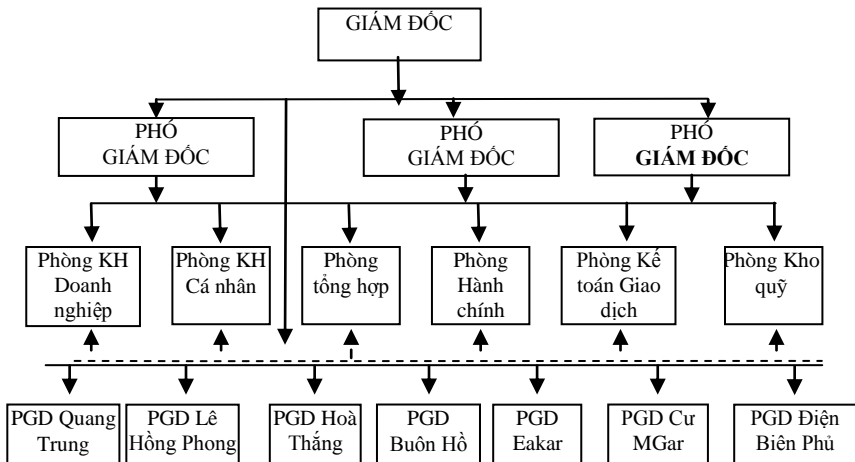 GIÁM ĐỐC
PHÓ
GIÁM ĐỐC
PHÓ
GIÁM ĐỐC
PHÓ
GIÁM ĐỐC
Phòng KH
Doanh
nghiệp
Phòng KH
Cá nhân
Phòng
tổng hợp
Phòng
Hành
chính
Phòng Kế
toán Giao
dịch
Phòng Kho
quỹ
PGD Quang
Trung
PGD Lê
Hồng Phong
PGD Hoà
Thắng
PGD
Buôn Hồ
PGD
Eakar
PGD Cư
MGar
PGD Điện
Biên Phủ